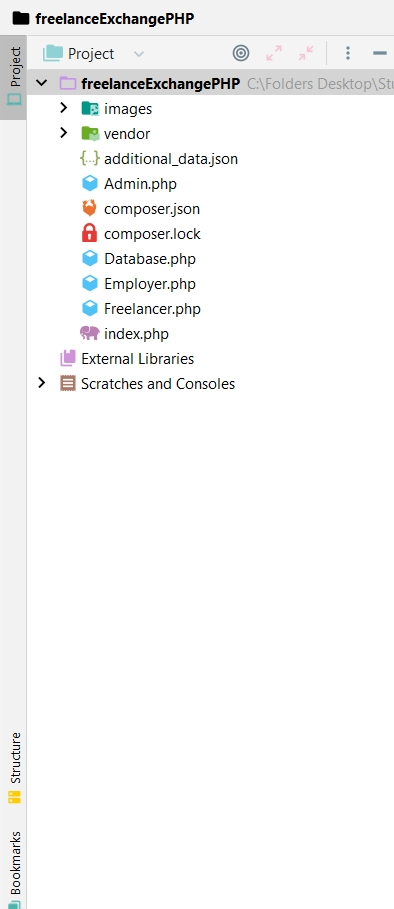 freelanceExchangePHP
Project
Project
freelanceExchangePHP C:\Folders Desktop\Stu
images
vendor
additional_data.json
Admin.php
composer.json
composer.lock
Database.php
Employer.php
Freelancer.php
index.php
External Libraries
Scratches and Consoles
Structure
Bookmarks